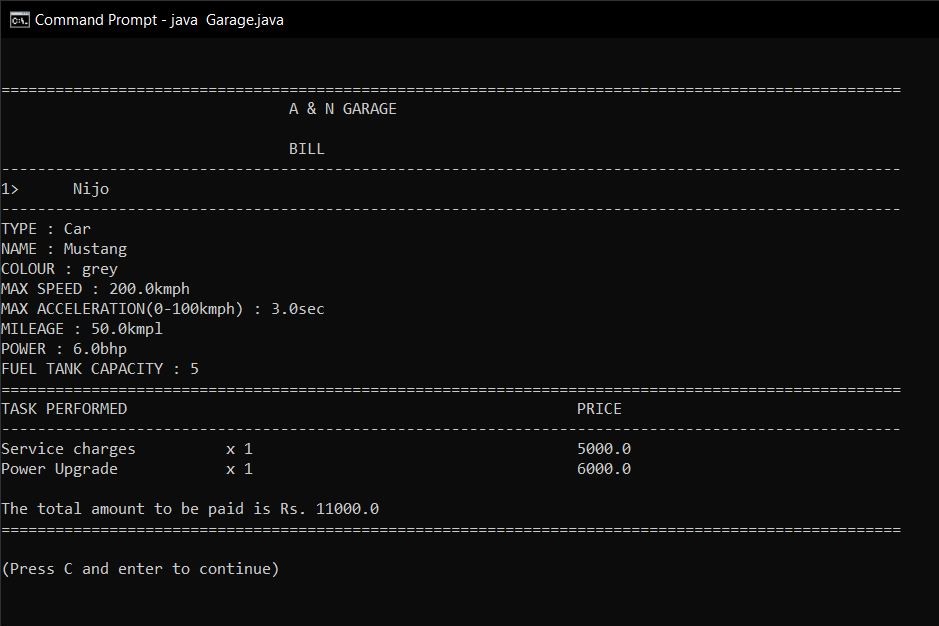 Command Prompt - java  Garage.java
====================================================================================================
A & N GARAGE
BILL
----------------------------------------------------------------------------------------------------
1>      Nijo
----------------------------------------------------------------------------------------------------
TYPE : Car
NAME : Mustang
COLOUR : grey
MAX SPEED : 200.0kmph
MAX ACCELERATION(0-100kmph) : 3.0sec
MILEAGE : 50.0kmpl
POWER : 6.0bhp
FUEL TANK CAPACITY : 5
====================================================================================================
TASK PERFORMED                                                  PRICE
----------------------------------------------------------------------------------------------------
Service charges          x 1                                    5000.0
Power Upgrade            x 1                                    6000.0
The total amount to be paid is Rs. 11000.0
====================================================================================================
(Press C and enter to continue)